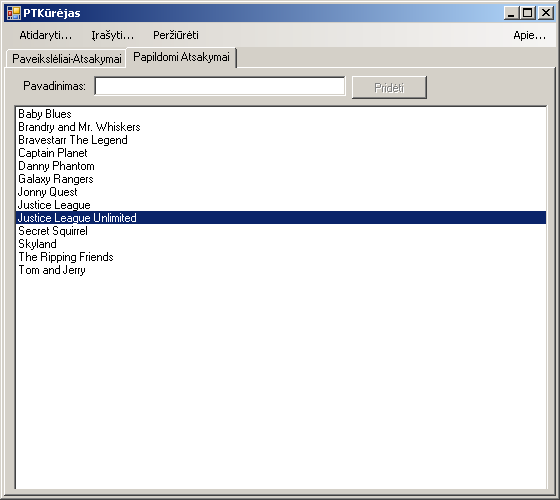 PTKūrėjas
Atidaryti... Įrašyti... Peržiūrėti Apie...
Paveikslėliai-Atsakymai Papildomi Atsakymai
Pavadinimas: Pridėti
Baby Blues
Brandry and Mr. Whiskers
Bravestarr The Legend
Captain Planet
Danny Phantom
Galaxy Rangers
Jonny Quest
Justice League
Justice League Unlimited
Secret Squirrel
Skyland
The Ripping Friends
Tom and Jerry